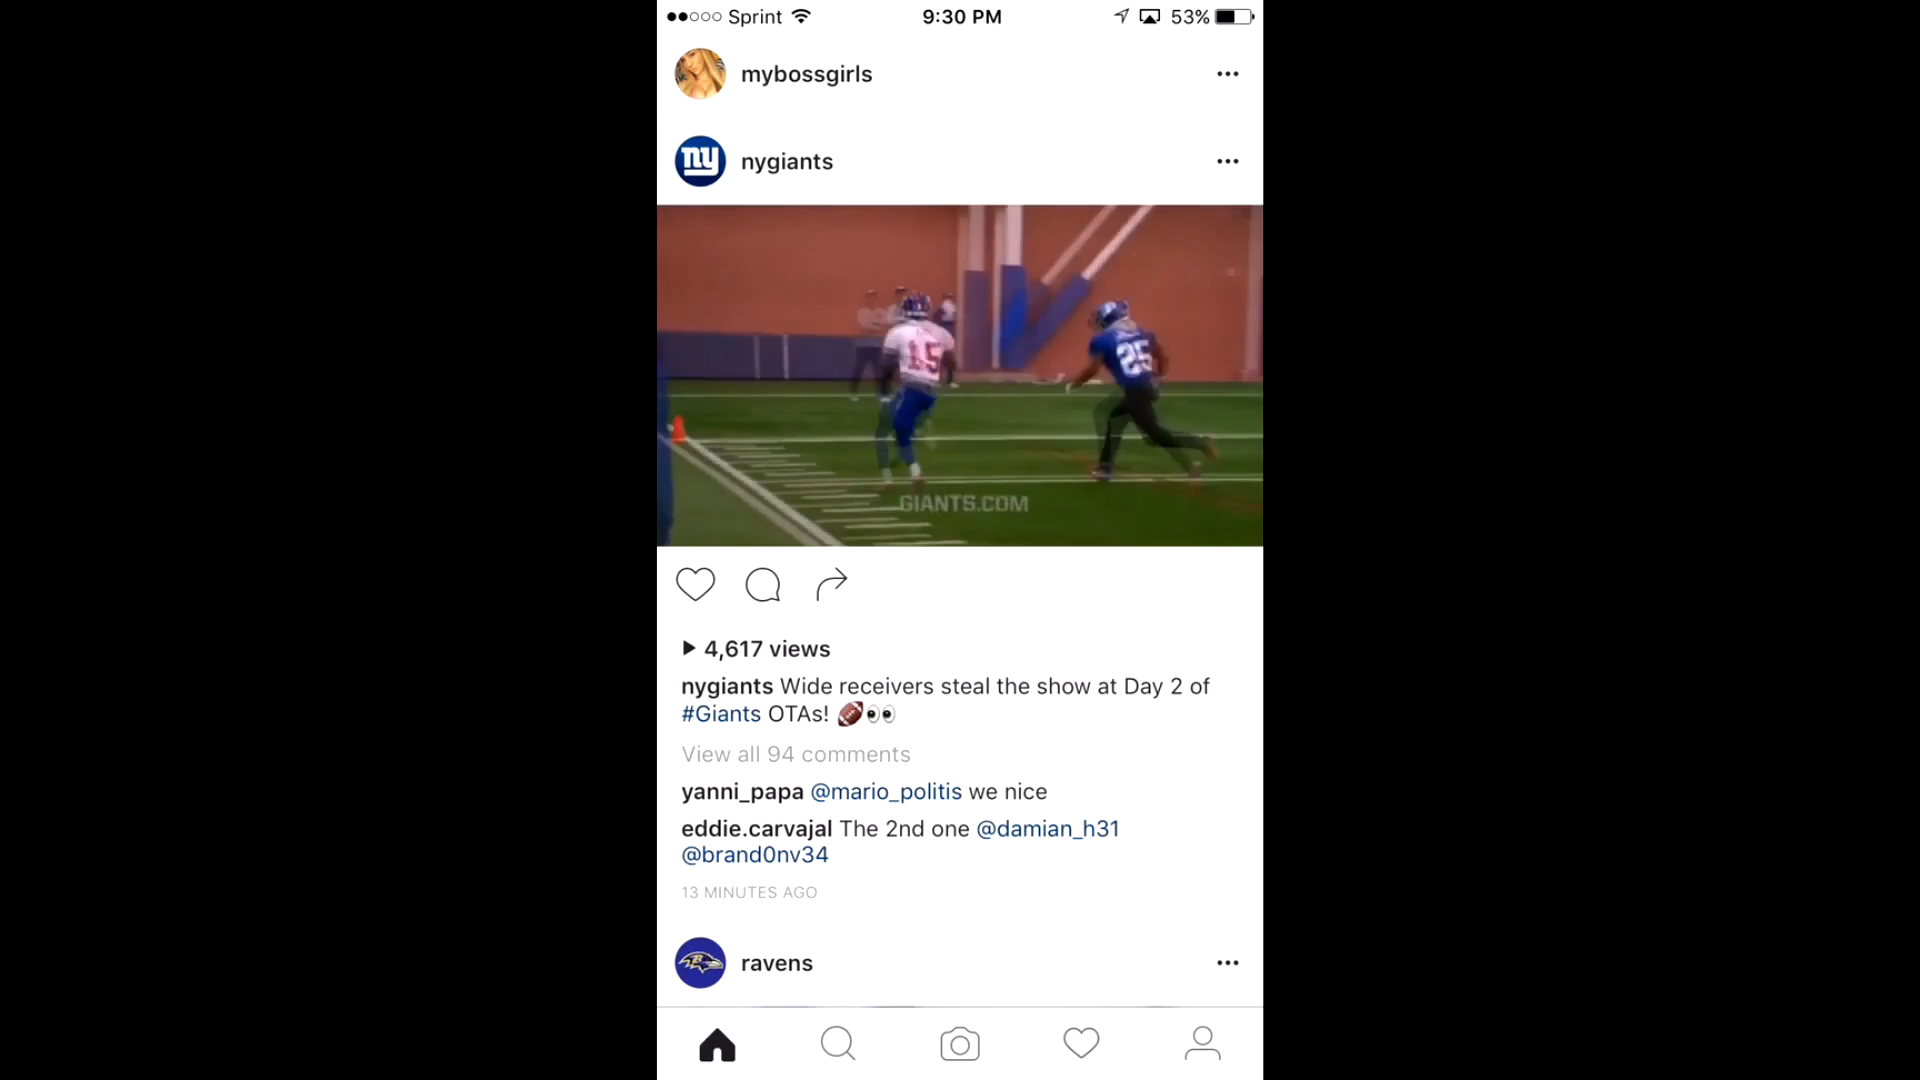 Sprint 9:30 PM 53%
mybossgirls
ny nygiants
15 25
GIANTS.COM
4,617 views
nygiants Wide receivers steal the show at Day 2 of
#Giants OTAs! 🏈👀
View all 94 comments
yanni_papa @mario_politis we nice
eddie.carvajal The 2nd one @damian_h31
@brand0nv34
13 MINUTES AGO
ravens